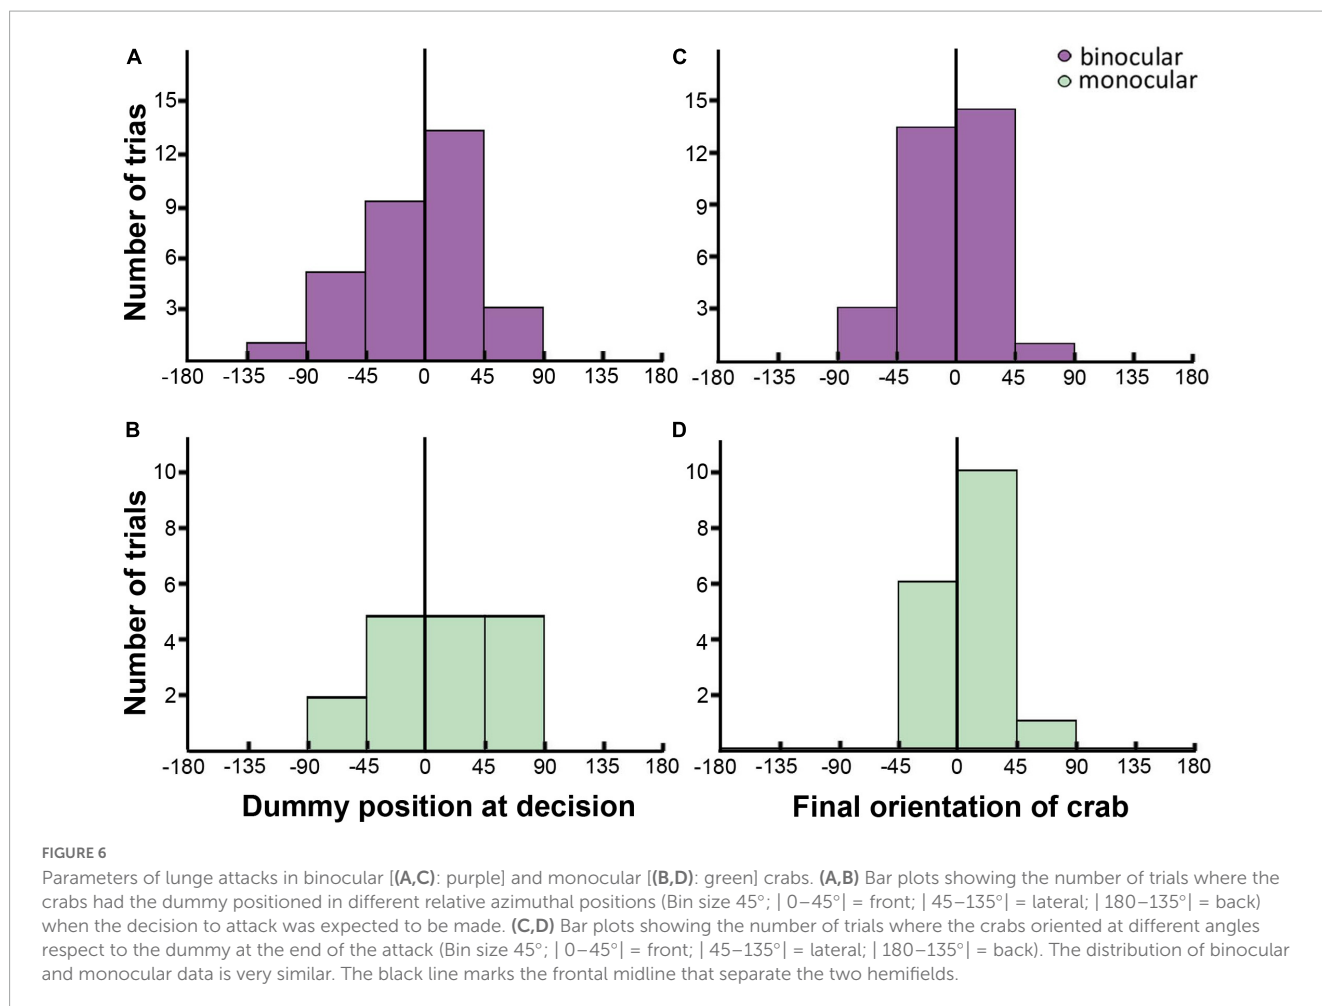 A
Number of trias
15
12
9
6
3
-180 -135 -90 -45 0 45 90 135 180
C
binocular
monocular
15
12
9
6
3
-180 -135 -90 -45 0 45 90 135 180
B
Number of trials
10
8
6
4
2
-180 -135 -90 -45 0 45 90 135 180
Dummy position at decision
D
10
8
6
4
2
-180 -135 -90 -45 0 45 90 135 180
Final orientation of crab
FIGURE 6
Parameters of lunge attacks in binocular [(A,C): purple] and monocular [(B,D): green] crabs. (A,B) Bar plots showing the number of trials where the
crabs had the dummy positioned in different relative azimuthal positions (Bin size 45°; | 0–45°| = front; | 45–135°| = lateral; | 180–135°| = back)
when the decision to attack was expected to be made. (C,D) Bar plots showing the number of trials where the crabs oriented at different angles
respect to the dummy at the end of the attack (Bin size 45°; | 0–45°| = front; | 45–135°| = lateral; | 180–135°| = back). The distribution of binocular
and monocular data is very similar. The black line marks the frontal midline that separate the two hemifields.